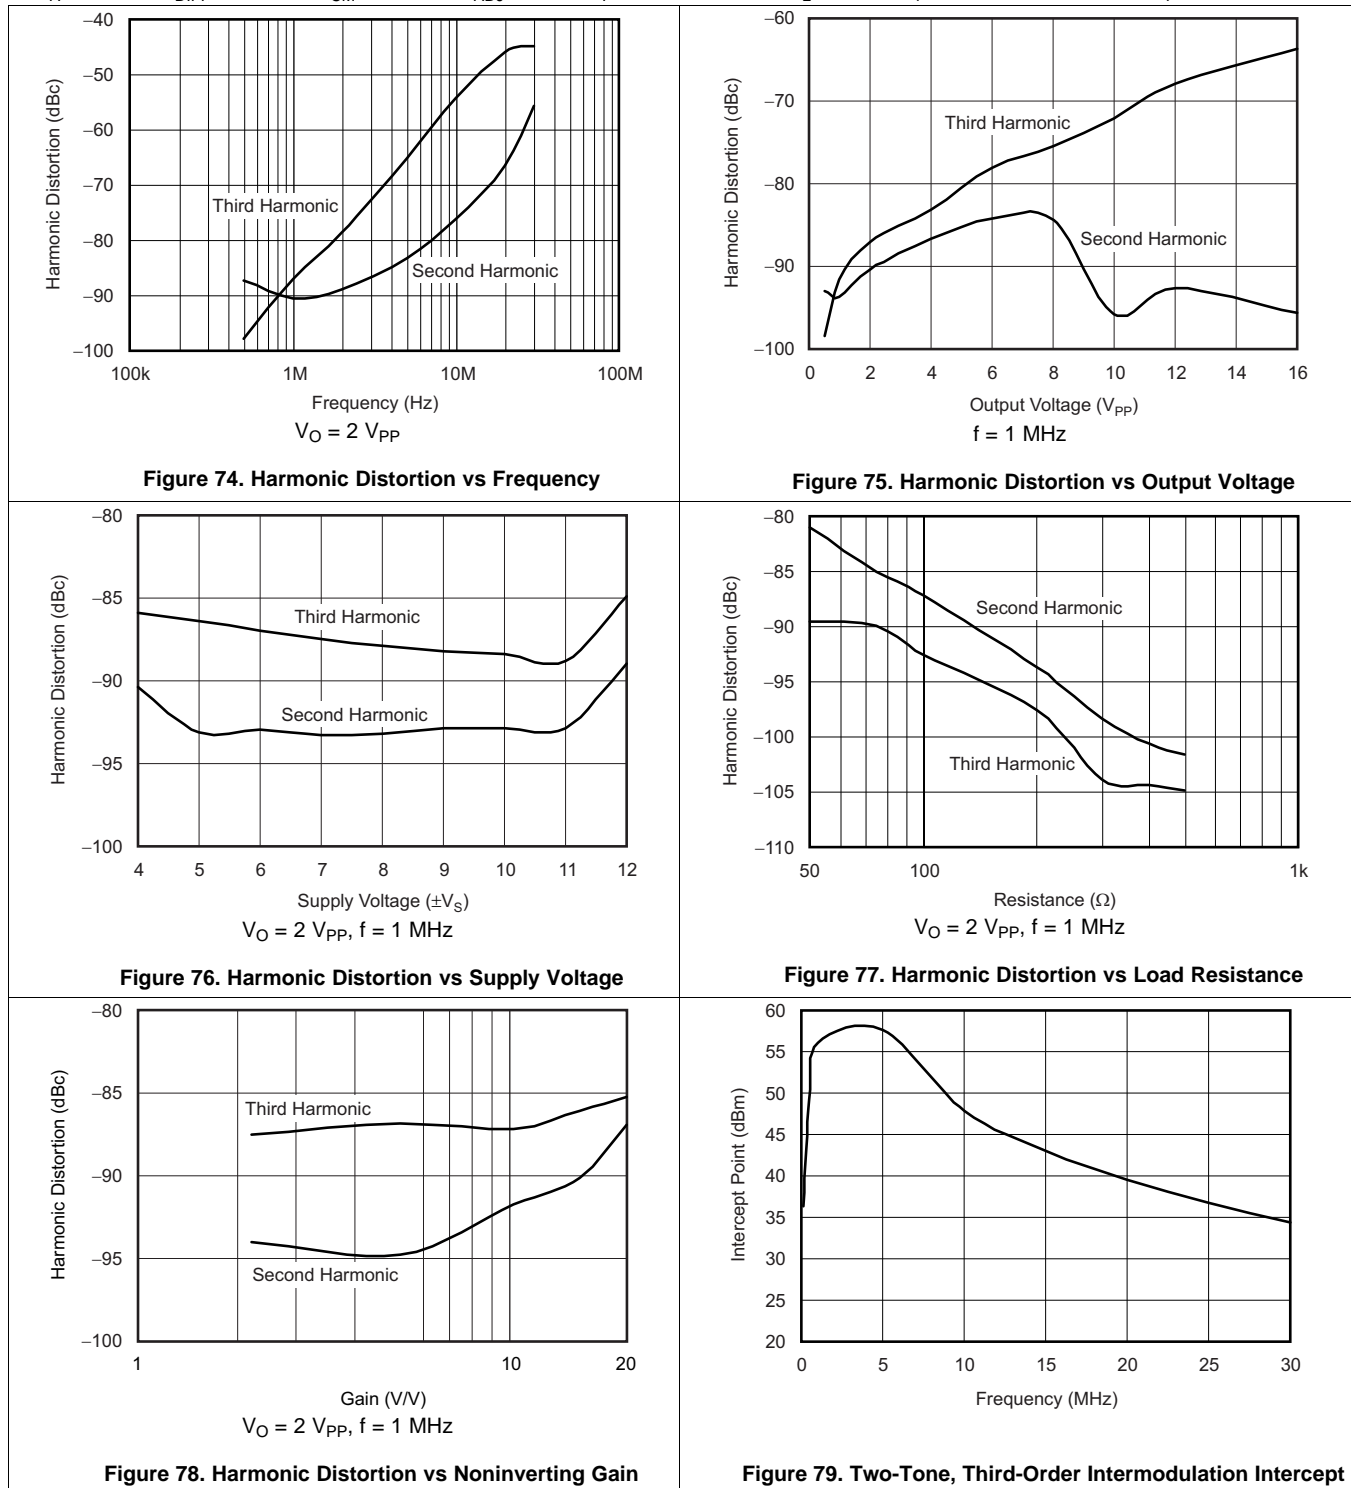 –40
–50
–60
–70
–80
–90
–100
Harmonic Distortion (dBc)
Third Harmonic
Second Harmonic
100k 1M 10M 100M
Frequency (Hz)
VO = 2 VPP
Figure 74. Harmonic Distortion vs Frequency
–60
–70
–80
–90
–100
Harmonic Distortion (dBc)
Third Harmonic
Second Harmonic
0 2 4 6 8 10 12 14 16
Output Voltage (VPP)
f = 1 MHz
Figure 75. Harmonic Distortion vs Output Voltage
–80
–85
–90
–95
–100
Harmonic Distortion (dBc)
Third Harmonic
Second Harmonic
4 5 6 7 8 9 10 11 12
Supply Voltage (±VS)
VO = 2 VPP, f = 1 MHz
Figure 76. Harmonic Distortion vs Supply Voltage
–80
–85
–90
–95
–100
–105
–110
Harmonic Distortion (dBc)
Second Harmonic
Third Harmonic
50 100 1k
Resistance (Ω)
VO = 2 VPP, f = 1 MHz
Figure 77. Harmonic Distortion vs Load Resistance
–80
–85
–90
–95
–100
Harmonic Distortion (dBc)
Third Harmonic
Second Harmonic
1 10 20
Gain (V/V)
VO = 2 VPP, f = 1 MHz
Figure 78. Harmonic Distortion vs Noninverting Gain
60
55
50
45
40
35
30
25
20
Intercept Point (dBm)
0 5 10 15 20 25 30
Frequency (MHz)
Figure 79. Two-Tone, Third-Order Intermodulation Intercept